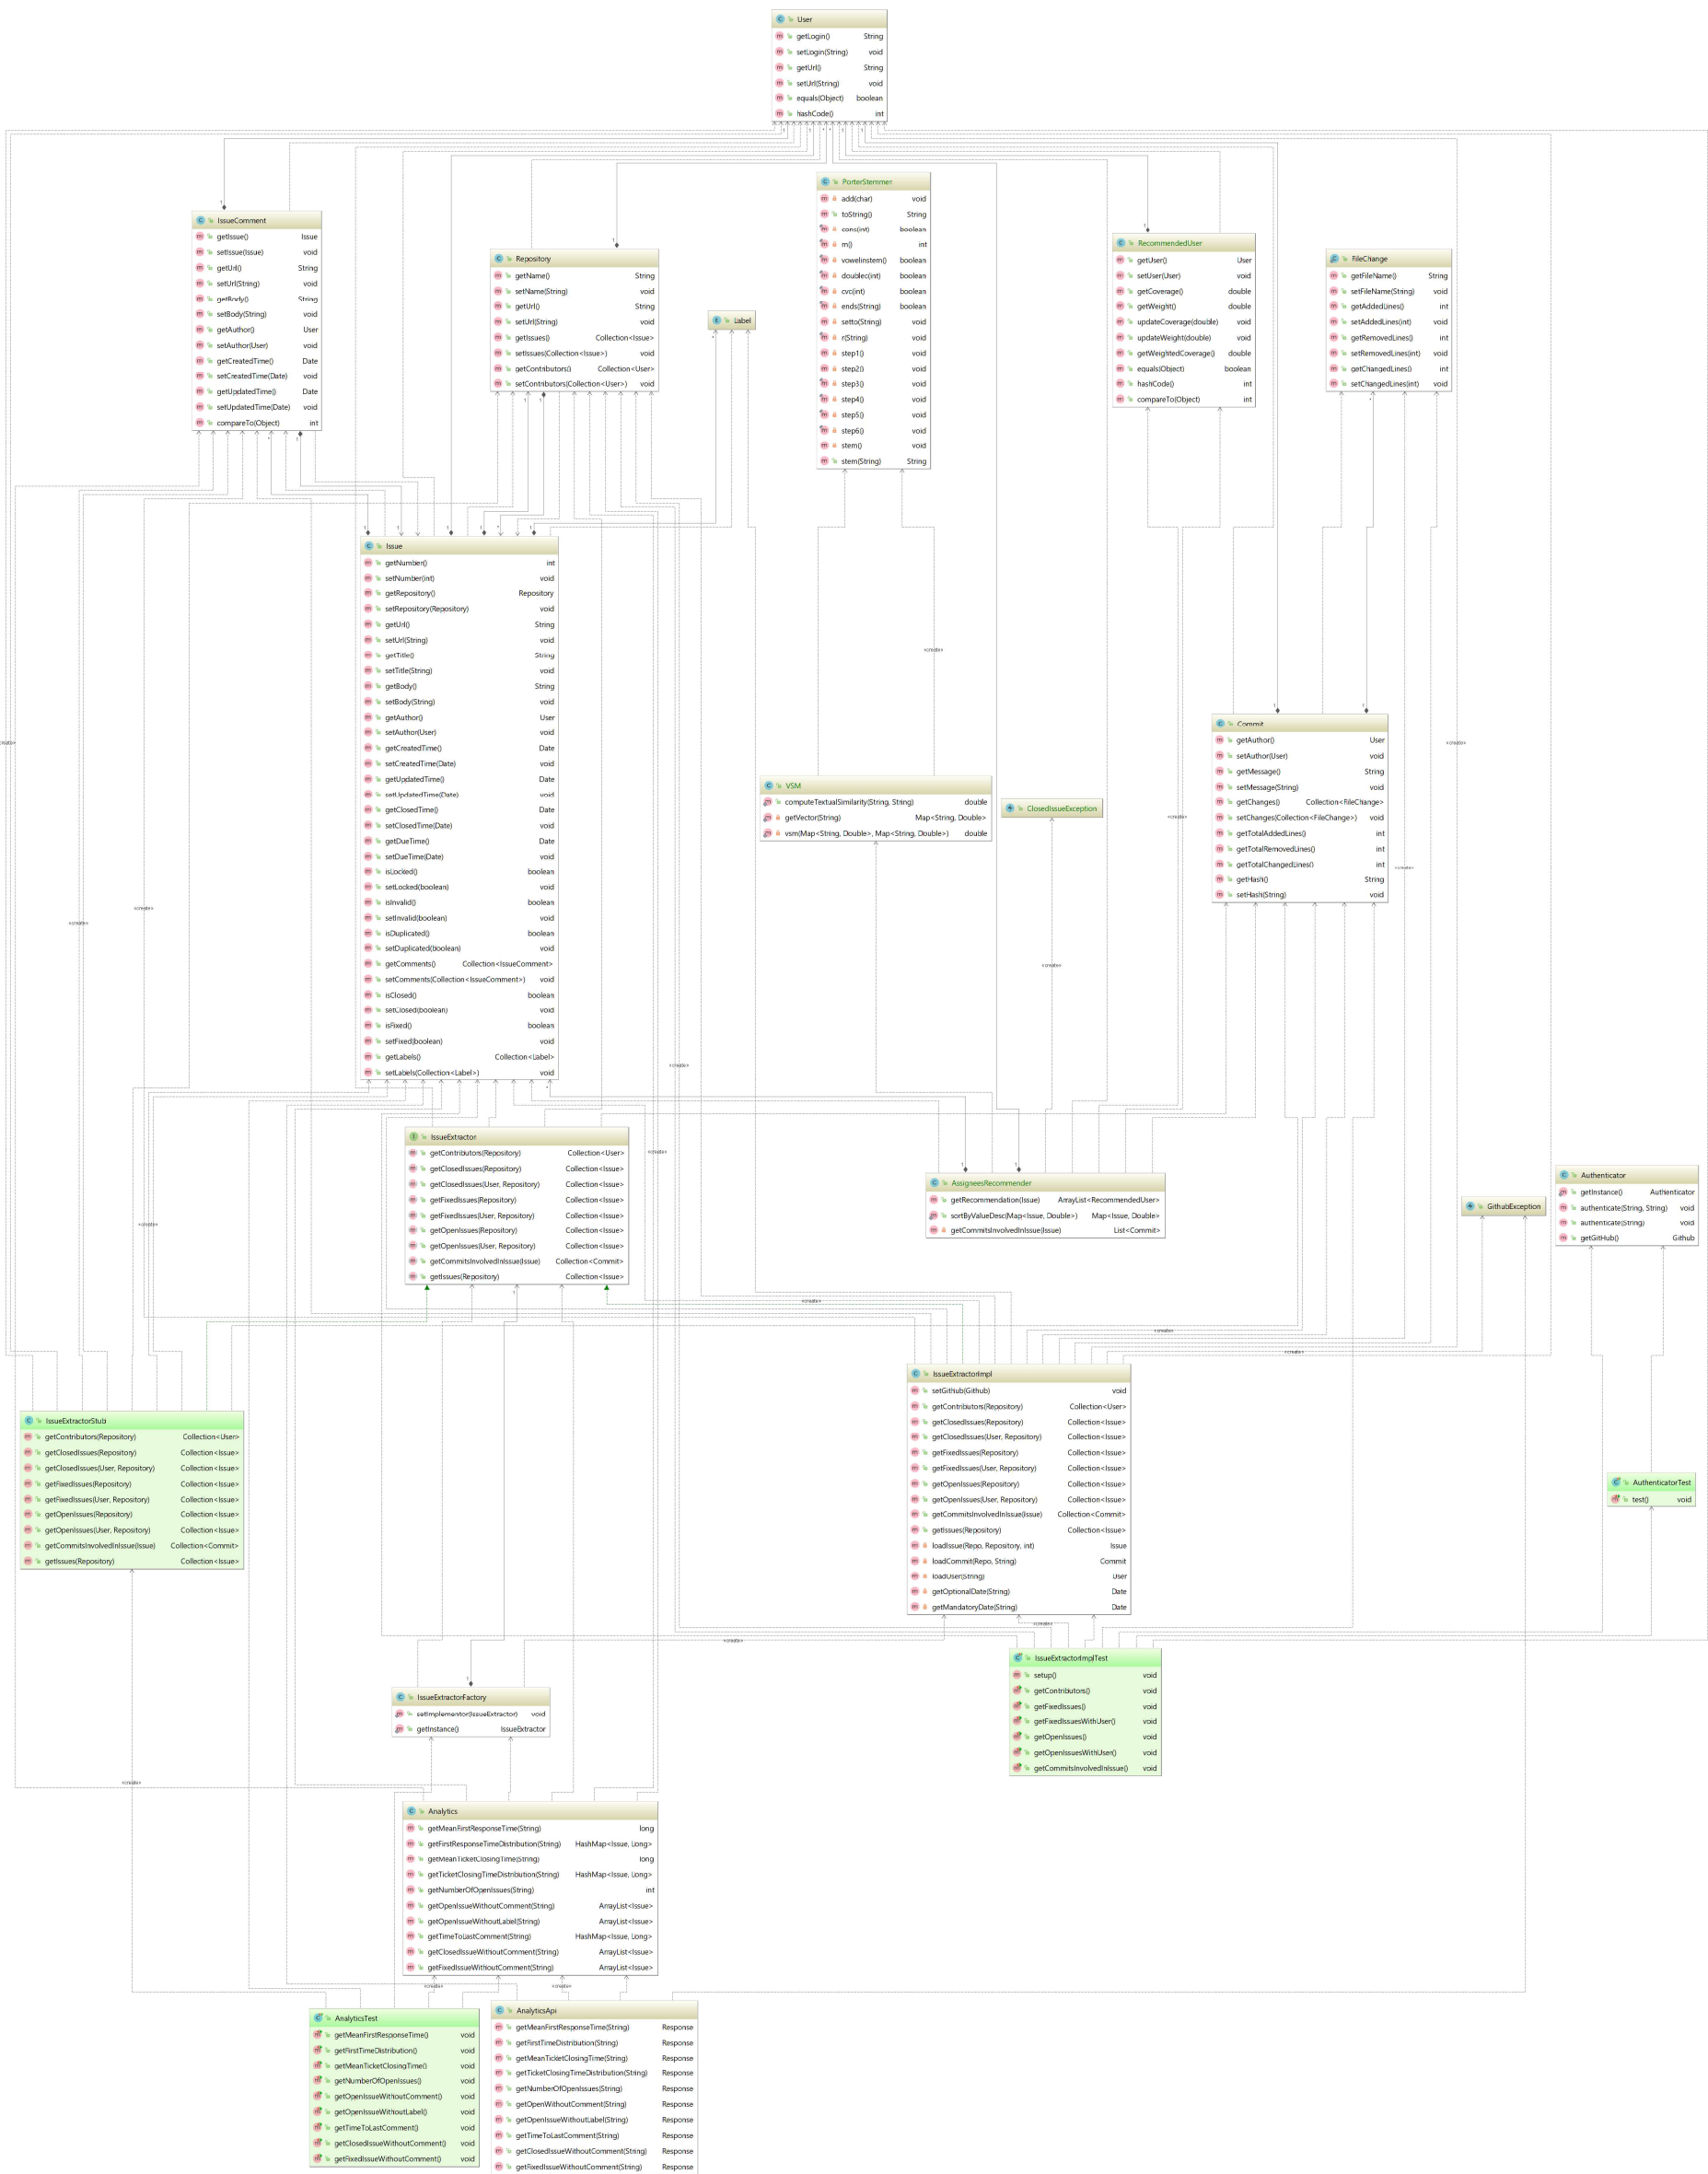 User
getLogin() String
setLogin(String) void
getUrl() String
setUrl(String) void
equals(Object) boolean
hashCode() int
IssueComment
getIssue() Issue
setIssue(Issue) void
getUrl() String
setUrl(String) void
getBody() String
setBody(String) void
getAuthor() User
setAuthor(User) void
getCreatedTime() Date
setCreatedTime(Date) void
getUpdatedTime() Date
setUpdatedTime(Date) void
compareTo(Object) int
Repository
getName() String
setName(String) void
getUrl() String
setUrl(String) void
getIssues() Collection<Issue>
setIssues(Collection<Issue>) void
getContributors() Collection<User>
setContributors(Collection<User>) void
Label
PorterStemmer
add(char) void
toString() String
cons(int) boolean
m() int
vowelinstem() boolean
doublec(int) boolean
cvc(int) boolean
ends(String) boolean
setto(String) void
r(String) void
step1() void
step2() void
step3() void
step4() void
step5() void
step6() void
stem() void
stem(String) String
RecommendedUser
getUser() User
setUser(User) void
getCoverage() double
getWeight() double
updateCoverage(double) void
updateWeight(double) void
getWeightedCoverage() double
equals(Object) boolean
hashCode() int
compareTo(Object) int
FileChange
getFileName() String
setFileName(String) void
getAddedLines() int
setAddedLines(int) void
getRemovedLines() int
setRemovedLines(int) void
getChangedLines() int
setChangedLines(int) void
Issue
getNumber() int
setNumber(int) void
getRepository() Repository
setRepository(Repository) void
getUrl() String
setUrl(String) void
getTitle() String
setTitle(String) void
getBody() String
setBody(String) void
getAuthor() User
setAuthor(User) void
getCreatedTime() Date
setCreatedTime(Date) void
getUpdatedTime() Date
setUpdatedTime(Date) void
getClosedTime() Date
setClosedTime(Date) void
getDueTime() Date
setDueTime(Date) void
isLocked() boolean
setLocked(boolean) void
isInvalid() boolean
setInvalid(boolean) void
isDuplicated() boolean
setDuplicated(boolean) void
getComments() Collection<IssueComment>
setComments(Collection<IssueComment>) void
isClosed() boolean
setClosed(boolean) void
isFixed() boolean
setFixed(boolean) void
getLabels() Collection<Label>
setLabels(Collection<Label>) void
VSM
computeTextualSimilarity(String, String) double
getVector(String) Map<String, Double>
vsm(Map<String, Double>, Map<String, Double>) double
ClosedIssueException
Commit
getAuthor() User
setAuthor(User) void
getMessage() String
setMessage(String) void
getChanges() Collection<FileChange>
setChanges(Collection<FileChange>) void
getTotalAddedLines() int
getTotalRemovedLines() int
getTotalChangedLines() int
getHash() String
setHash(String) void
IssueExtractor
getContributors(Repository) Collection<User>
getClosedIssues(Repository) Collection<Issue>
getClosedIssues(User, Repository) Collection<Issue>
getFixedIssues(Repository) Collection<Issue>
getFixedIssues(User, Repository) Collection<Issue>
getOpenIssues(Repository) Collection<Issue>
getOpenIssues(User, Repository) Collection<Issue>
getCommitsInvolvedInIssue(Issue) Collection<Commit>
getIssues(Repository) Collection<Issue>
AssigneesRecommender
getRecommendation(Issue) ArrayList<RecommendedUser>
sortByValueDesc(Map<Issue, Double>) Map<Issue, Double>
getCommitsInvolvedInIssue(Issue) List<Commit>
GithubException
Authenticator
getInstance() Authenticator
authenticate(String, String) void
authenticate(String) void
getGitHub() Github
IssueExtractorStub
getContributors(Repository) Collection<User>
getClosedIssues(Repository) Collection<Issue>
getClosedIssues(User, Repository) Collection<Issue>
getFixedIssues(Repository) Collection<Issue>
getFixedIssues(User, Repository) Collection<Issue>
getOpenIssues(Repository) Collection<Issue>
getOpenIssues(User, Repository) Collection<Issue>
getCommitsInvolvedInIssue(Issue) Collection<Commit>
getIssues(Repository) Collection<Issue>
IssueExtractorImpl
setGithub(Github) void
getContributors(Repository) Collection<User>
getClosedIssues(Repository) Collection<Issue>
getClosedIssues(User, Repository) Collection<Issue>
getFixedIssues(Repository) Collection<Issue>
getFixedIssues(User, Repository) Collection<Issue>
getOpenIssues(Repository) Collection<Issue>
getOpenIssues(User, Repository) Collection<Issue>
getCommitsInvolvedInIssue(Issue) Collection<Commit>
getIssues(Repository) Collection<Issue>
loadIssue(Repo, Repository, int) Issue
loadCommit(Repo, String) Commit
loadUser(String) User
getOptionalDate(String) Date
getMandatoryDate(String) Date
AuthenticatorTest
test() void
IssueExtractorImplTest
setup() void
getContributors() void
getFixedIssues() void
getFixedIssuesWithUser() void
getOpenIssues() void
getOpenIssuesWithUser() void
getCommitsInvolvedInIssue() void
IssueExtractorFactory
setImplementor(IssueExtractor) void
getInstance() IssueExtractor
Analytics
getMeanFirstResponseTime(String) long
getFirstResponseTimeDistribution(String) HashMap<Issue, Long>
getMeanTicketClosingTime(String) long
getTicketClosingTimeDistribution(String) HashMap<Issue, Long>
getNumberOfOpenIssues(String) int
getOpenIssueWithoutComment(String) ArrayList<Issue>
getOpenIssueWithoutLabel(String) ArrayList<Issue>
getTimeToLastComment(String) HashMap<Issue, Long>
getClosedIssueWithoutComment(String) ArrayList<Issue>
getFixedIssueWithoutComment(String) ArrayList<Issue>
AnalyticsTest
getMeanFirstResponseTime() void
getFirstTimeDistribution() void
getMeanTicketClosingTime() void
getNumberOfOpenIssues() void
getOpenIssueWithoutComment() void
getOpenIssueWithoutLabel() void
getTimeToLastComment() void
getClosedIssueWithoutComment() void
getFixedIssueWithoutComment() void
AnalyticsApi
getMeanFirstResponseTime(String) Response
getFirstTimeDistribution(String) Response
getMeanTicketClosingTime(String) Response
getTicketClosingTimeDistribution(String) Response
getNumberOfOpenIssues(String) Response
getOpenWithoutComment(String) Response
getOpenIssueWithoutLabel(String) Response
getTimeToLastComment(String) Response
getClosedIssueWithoutComment(String) Response
getFixedIssueWithoutComment(String) Response